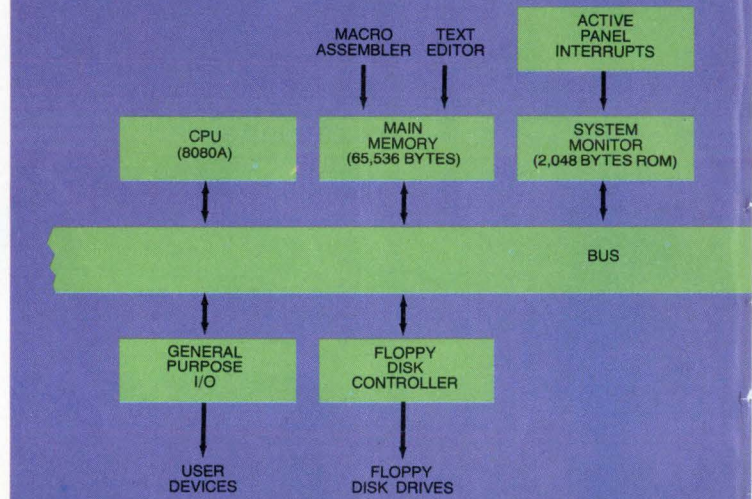 MACRO
ASSEMBLER
TEXT
EDITOR
ACTIVE
PANEL
INTERRUPTS
CPU
(8080A)
MAIN
MEMORY
(65,536 BYTES)
SYSTEM
MONITOR
(2,048 BYTES ROM)
BUS
GENERAL
PURPOSE
I/O
FLOPPY
DISK
CONTROLLER
USER
DEVICES
FLOPPY
DISK DRIVES